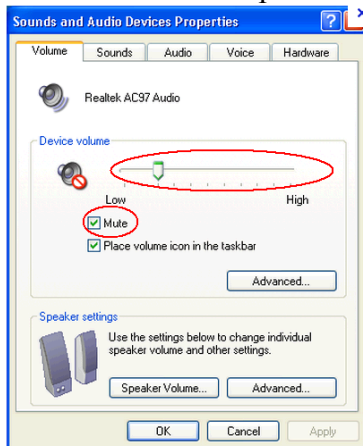 Sounds and Audio Devices Properties
Volume Sounds Audio Voice Hardware
Realtek AC97 Audio
Device volume
Low High
Mute
Place volume icon in the taskbar
Advanced...
Speaker settings
Use the settings below to change individual
speaker volume and other settings.
Speaker Volume... Advanced...
OK Cancel Apply